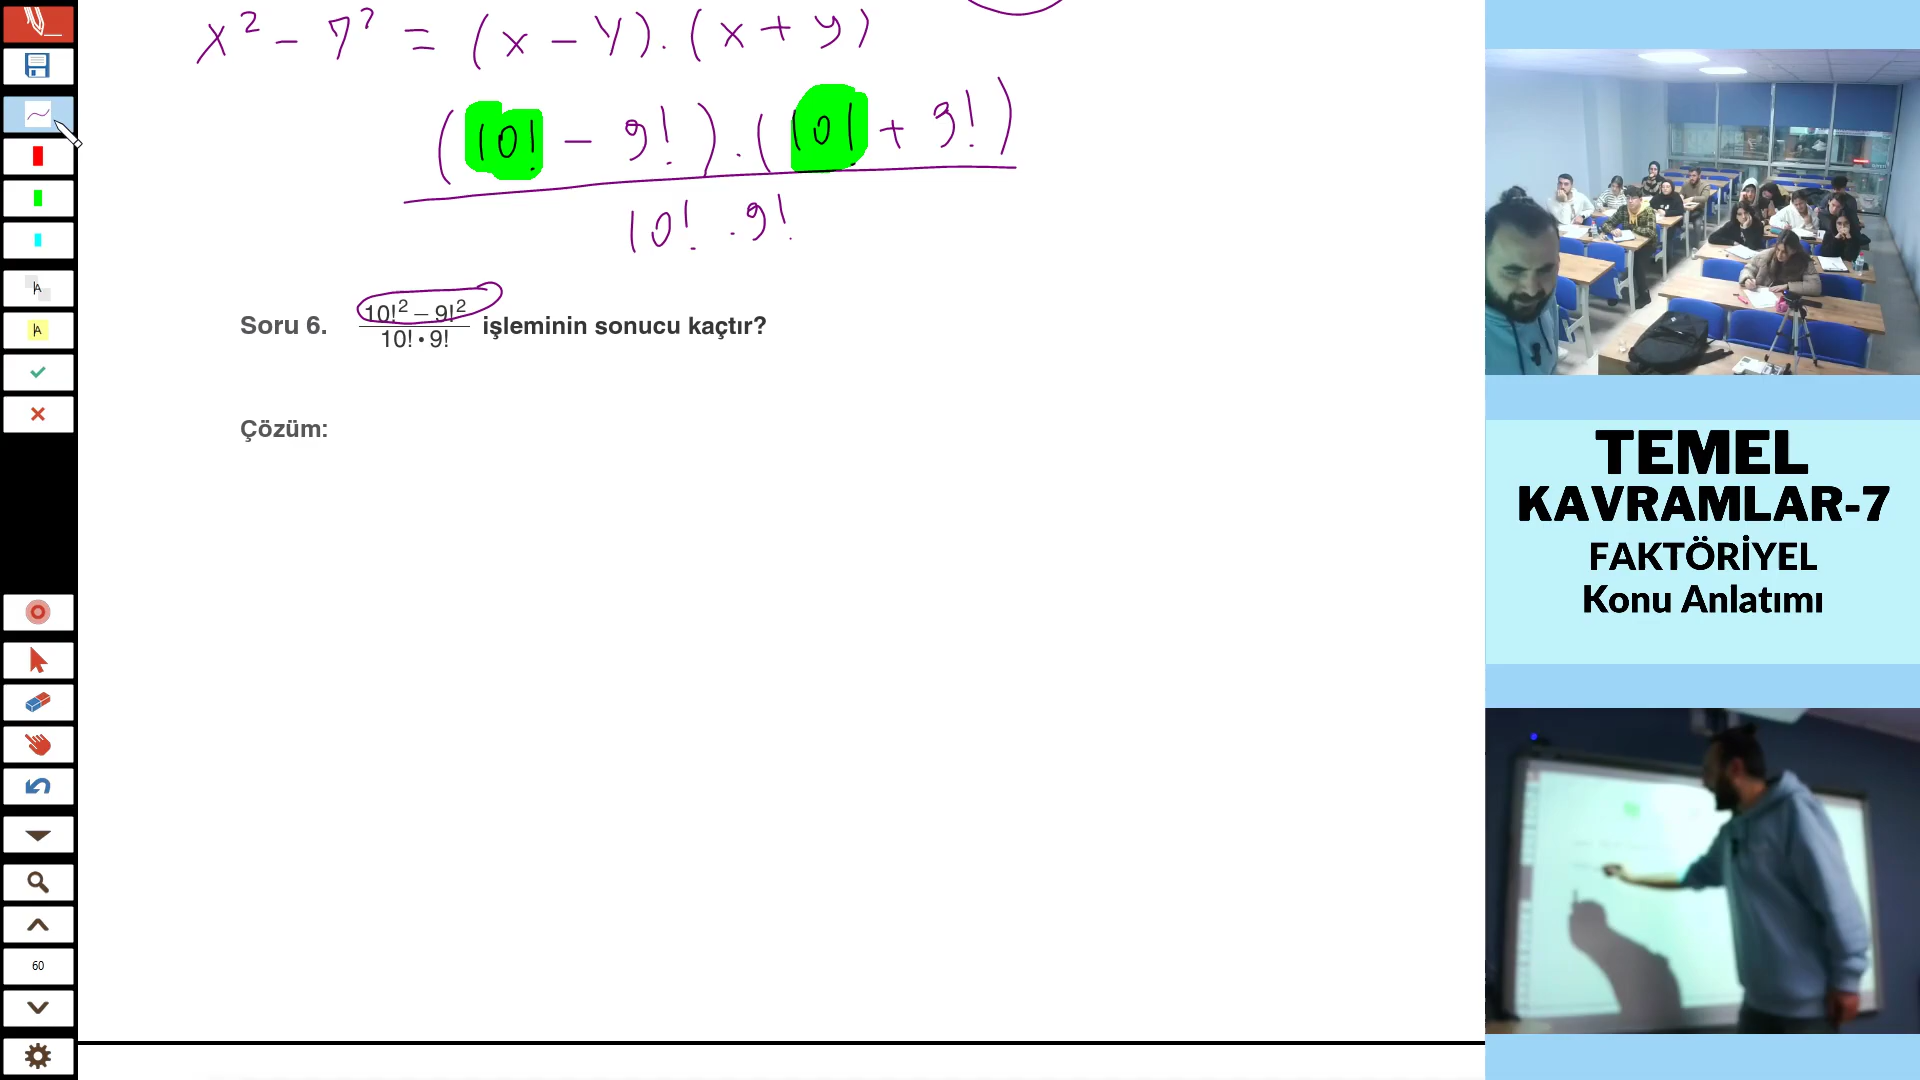 x² - y² = (x - y).(x + y)
(10! - 9!).(10! + 9!)
10! . 9!
Soru 6. 10!² − 9!² / 10! • 9! işleminin sonucu kaçtır?
Çözüm:
60
TEMEL
KAVRAMLAR-7
FAKTÖRİYEL
Konu Anlatımı